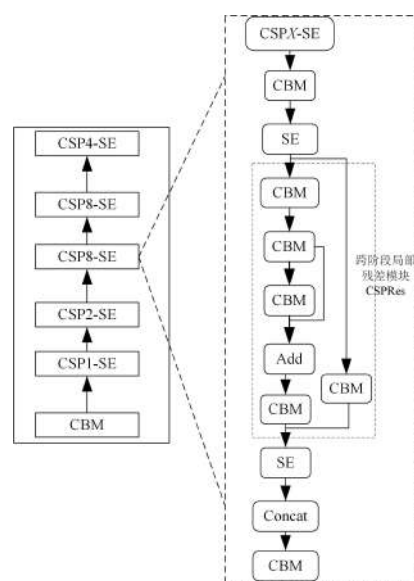 CSP4-SE
CSP8-SE
CSP8-SE
CSP2-SE
CSP1-SE
CBM
CSPX-SE
CBM
SE
CBM
CBM
CBM
Add
CBM
CBM
跨阶段局部
残差模块
CSPRes
SE
Concat
CBM